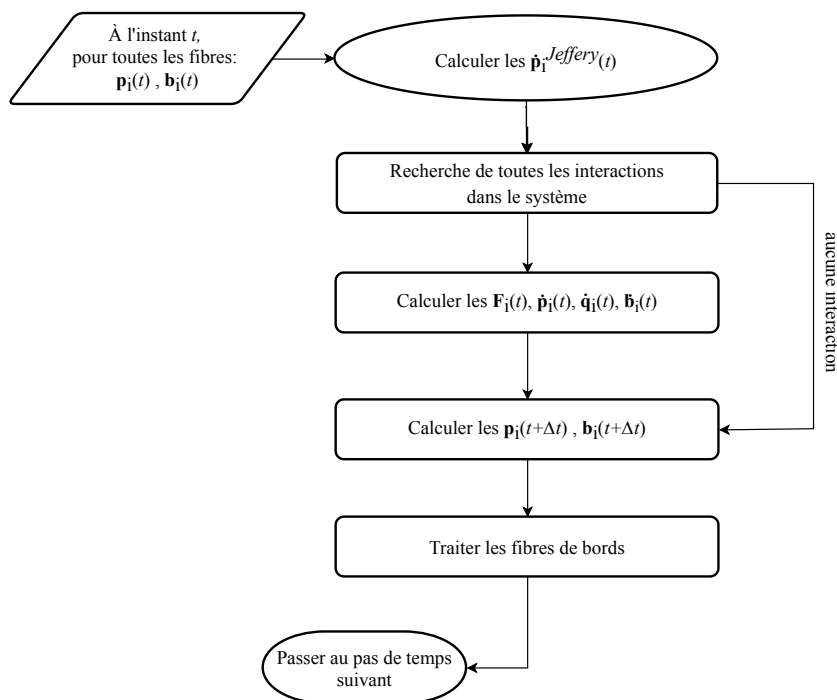 À l'instant t,
pour toutes les fibres:
pᵢ(t) , bᵢ(t)
Calculer les ṗᵢ^Jeffery(t)
Recherche de toutes les interactions
dans le système
aucune interaction
Calculer les Fᵢ(t), ṗᵢ(t), q̇ᵢ(t), ḃᵢ(t)
Calculer les pᵢ(t+Δt) , bᵢ(t+Δt)
Traiter les fibres de bords
Passer au pas de temps
suivant